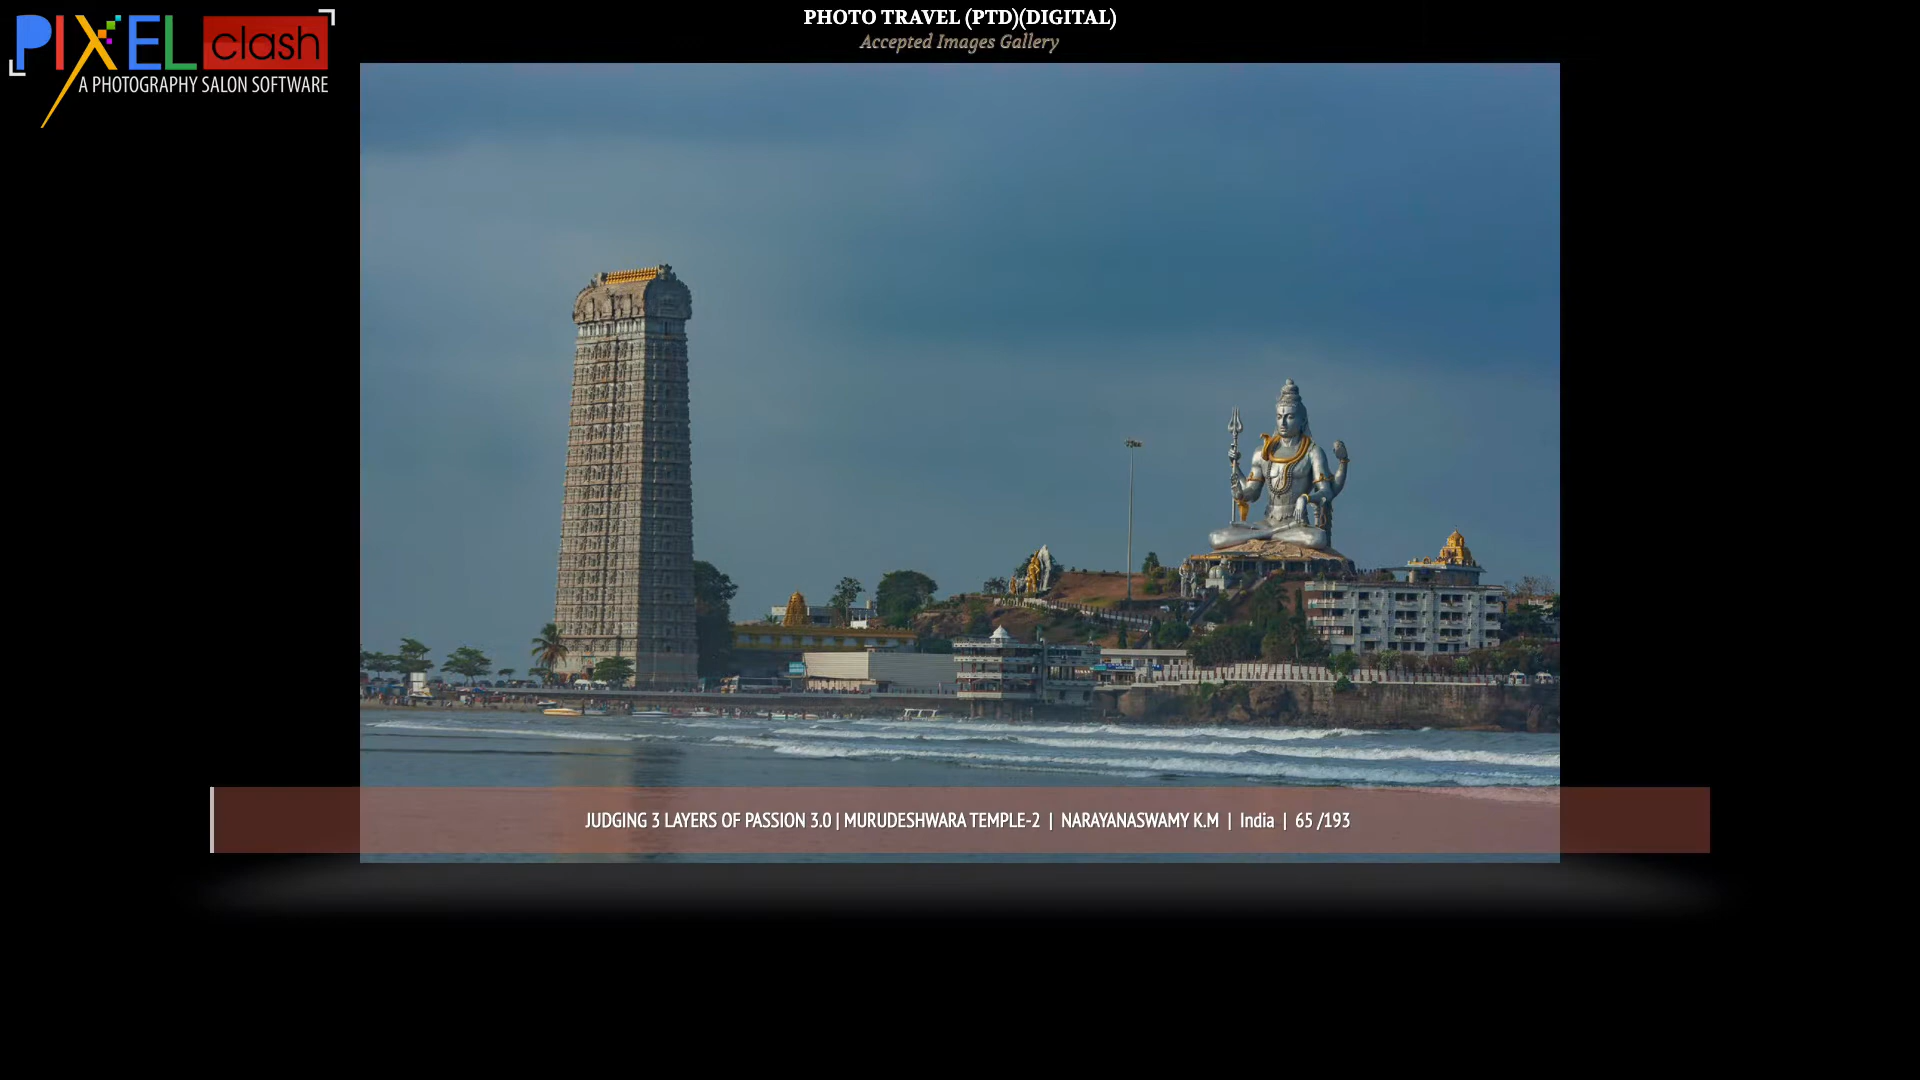 PIXEL clash
A PHOTOGRAPHY SALON SOFTWARE
PHOTO TRAVEL (PTD)(DIGITAL)
Accepted Images Gallery
JUDGING 3 LAYERS OF PASSION 3.0 | MURUDESHWARA TEMPLE-2 | NARAYANASWAMY K.M | India | 65 /193